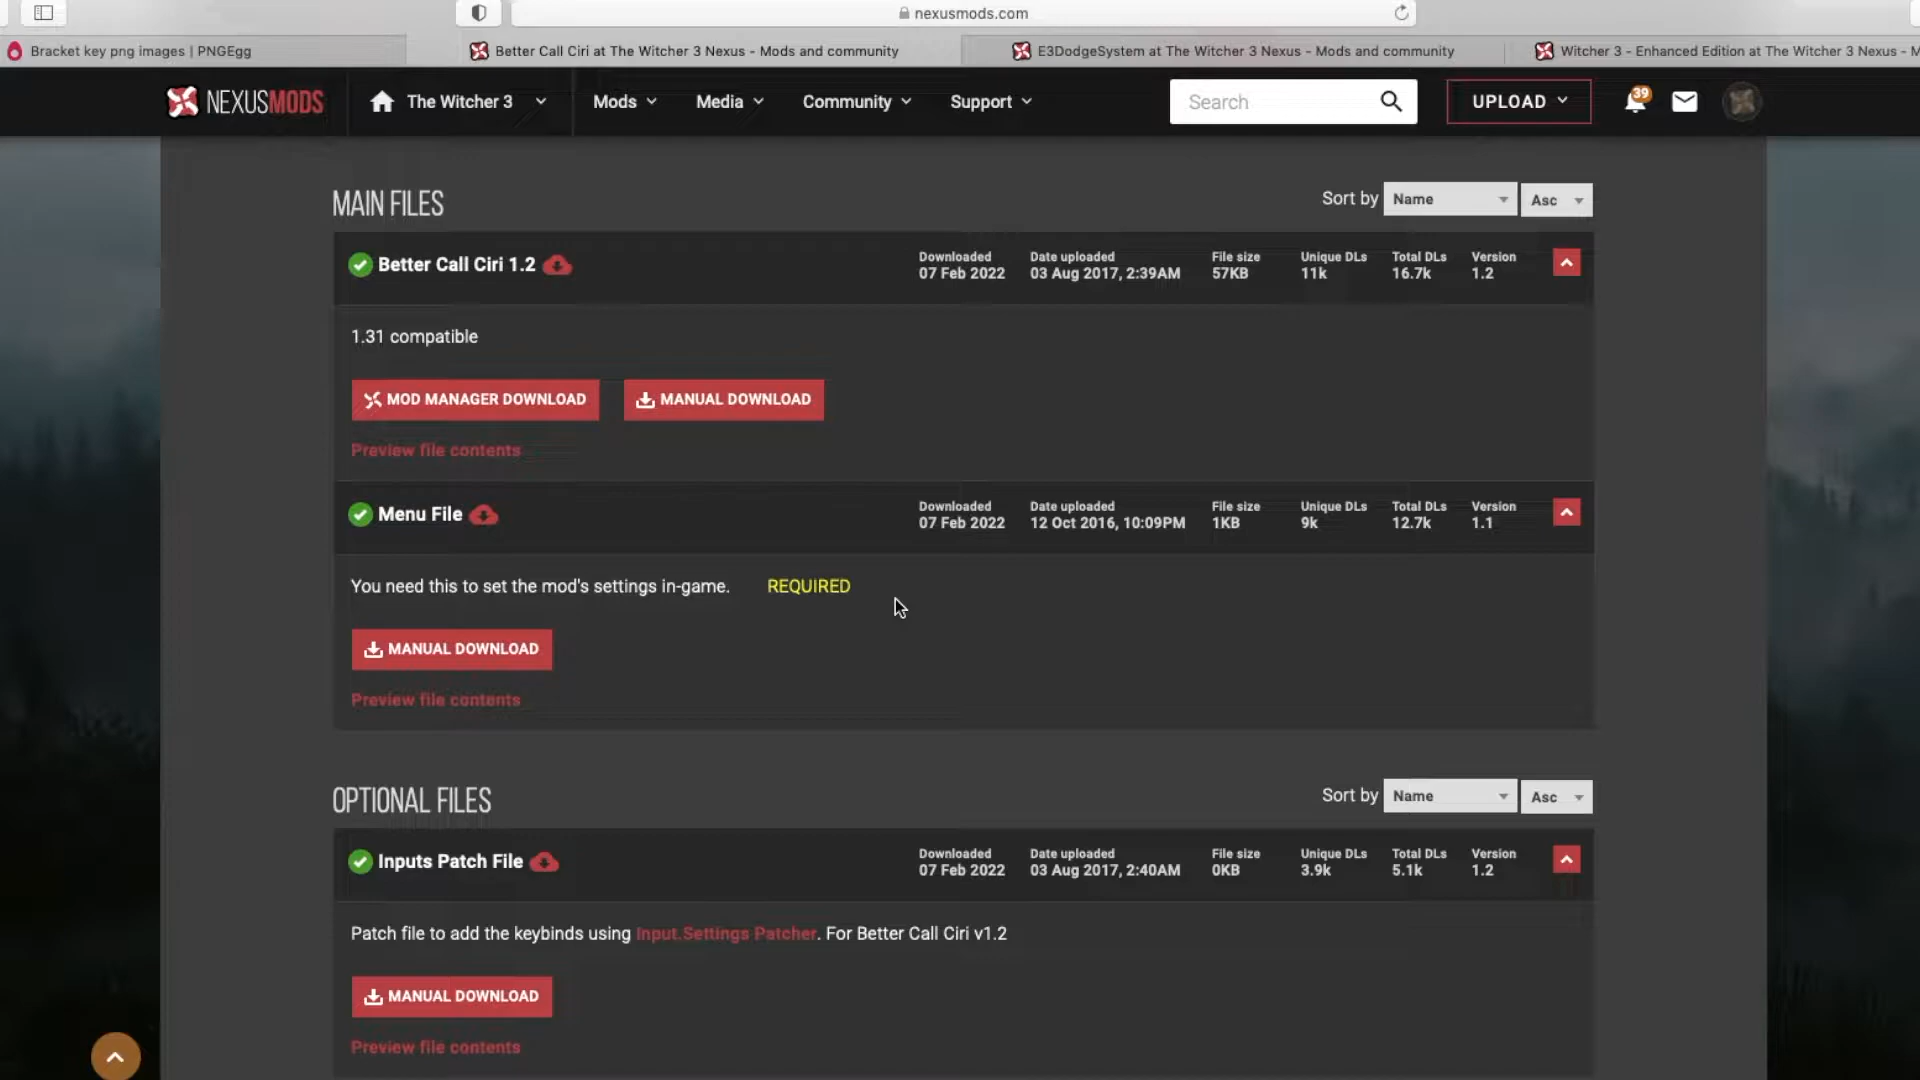 nexusmods.com
Bracket key png images | PNGEgg
Better Call Ciri at The Witcher 3 Nexus - Mods and community
E3DodgeSystem at The Witcher 3 Nexus - Mods and community
Witcher 3 - Enhanced Edition at The Witcher 3 Nexus - M
NEXUSMODS
The Witcher 3
Mods
Media
Community
Support
Search
UPLOAD
39
MAIN FILES
Sort by
Name
Asc
Better Call Ciri 1.2
Downloaded
07 Feb 2022
Date uploaded
03 Aug 2017, 2:39AM
File size
57KB
Unique DLs
11k
Total DLs
16.7k
Version
1.2
1.31 compatible
MOD MANAGER DOWNLOAD
MANUAL DOWNLOAD
Preview file contents
Menu File
Downloaded
07 Feb 2022
Date uploaded
12 Oct 2016, 10:09PM
File size
1KB
Unique DLs
9k
Total DLs
12.7k
Version
1.1
You need this to set the mod's settings in-game. REQUIRED
MANUAL DOWNLOAD
Preview file contents
OPTIONAL FILES
Sort by
Name
Asc
Inputs Patch File
Downloaded
07 Feb 2022
Date uploaded
03 Aug 2017, 2:40AM
File size
0KB
Unique DLs
3.9k
Total DLs
5.1k
Version
1.2
Patch file to add the keybinds using Input.Settings Patcher. For Better Call Ciri v1.2
MANUAL DOWNLOAD
Preview file contents